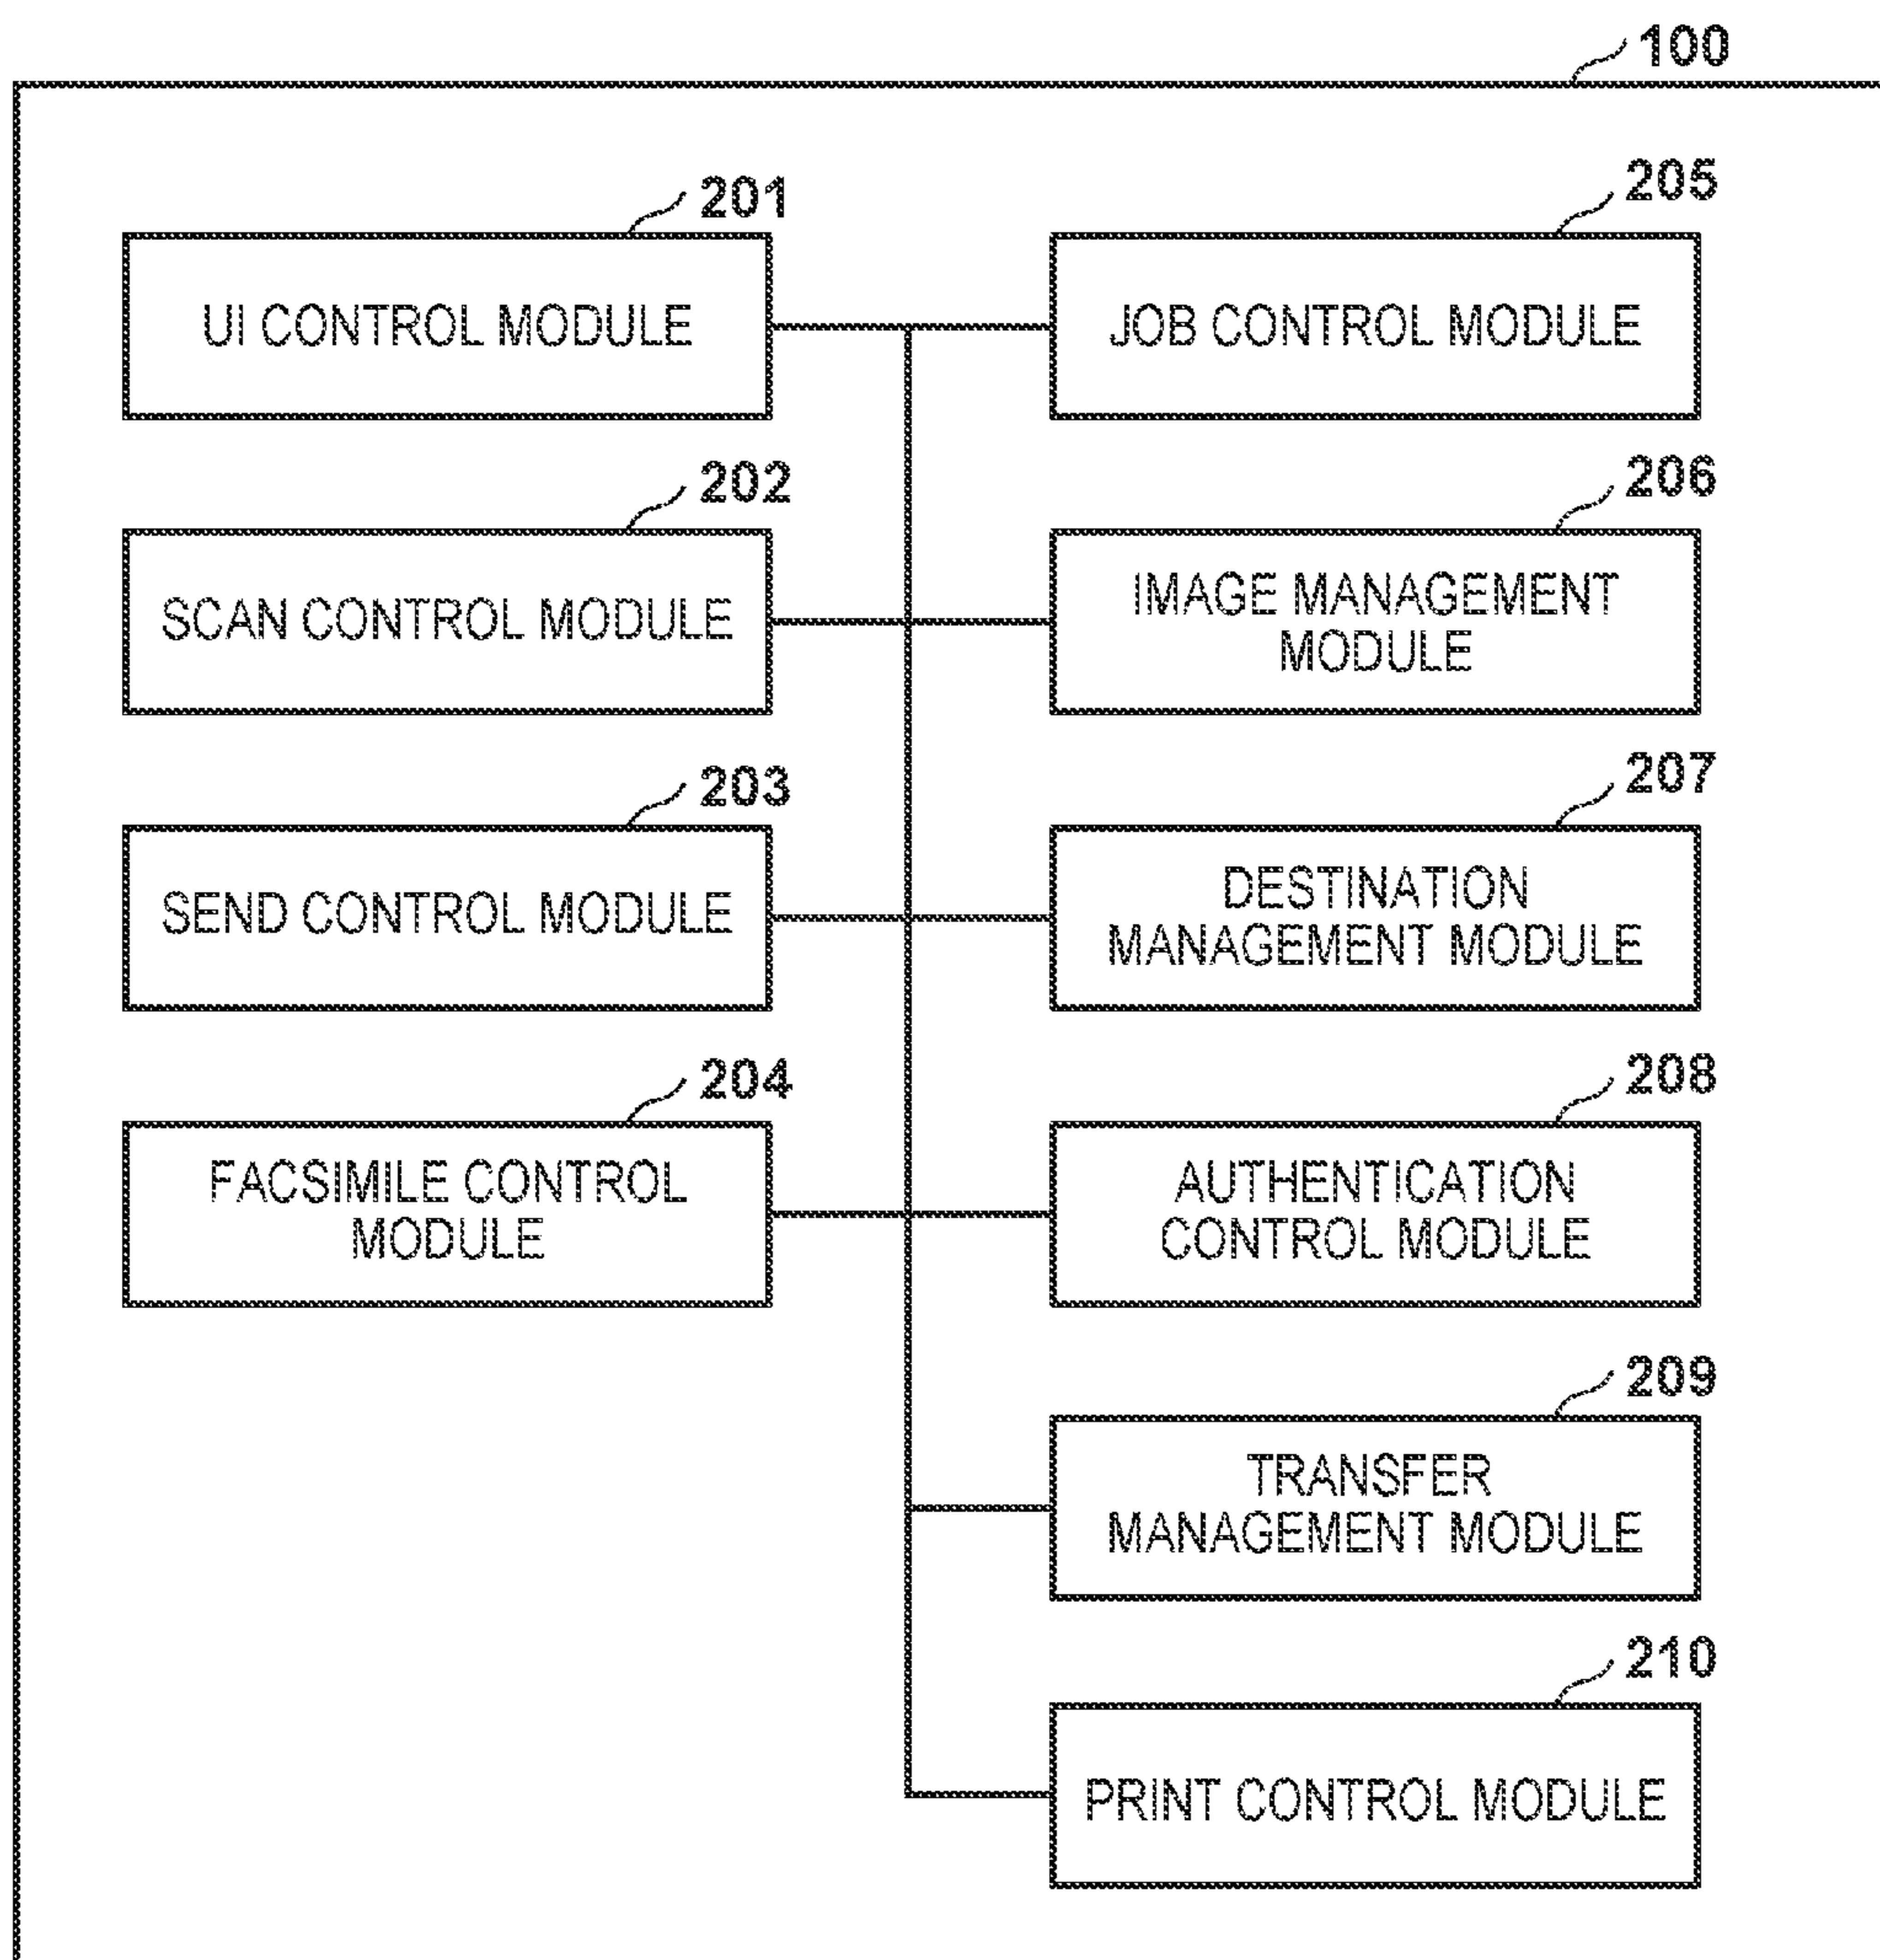 100
201
UI CONTROL MODULE
205
JOB CONTROL MODULE
202
SCAN CONTROL MODULE
206
IMAGE MANAGEMENT
MODULE
203
SEND CONTROL MODULE
207
DESTINATION
MANAGEMENT MODULE
204
FACSIMILE CONTROL
MODULE
208
AUTHENTICATION
CONTROL MODULE
209
TRANSFER
MANAGEMENT MODULE
210
PRINT CONTROL MODULE